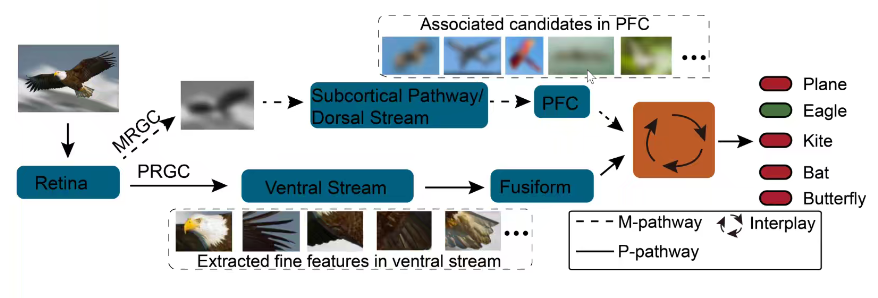 Associated candidates in PFC
MRGC
Subcortical Pathway/
Dorsal Stream
PFC
Plane
Eagle
Kite
Bat
Butterfly
Retina
PRGC
Ventral Stream
Fusiform
Extracted fine features in ventral stream
M-pathway
Interplay
P-pathway